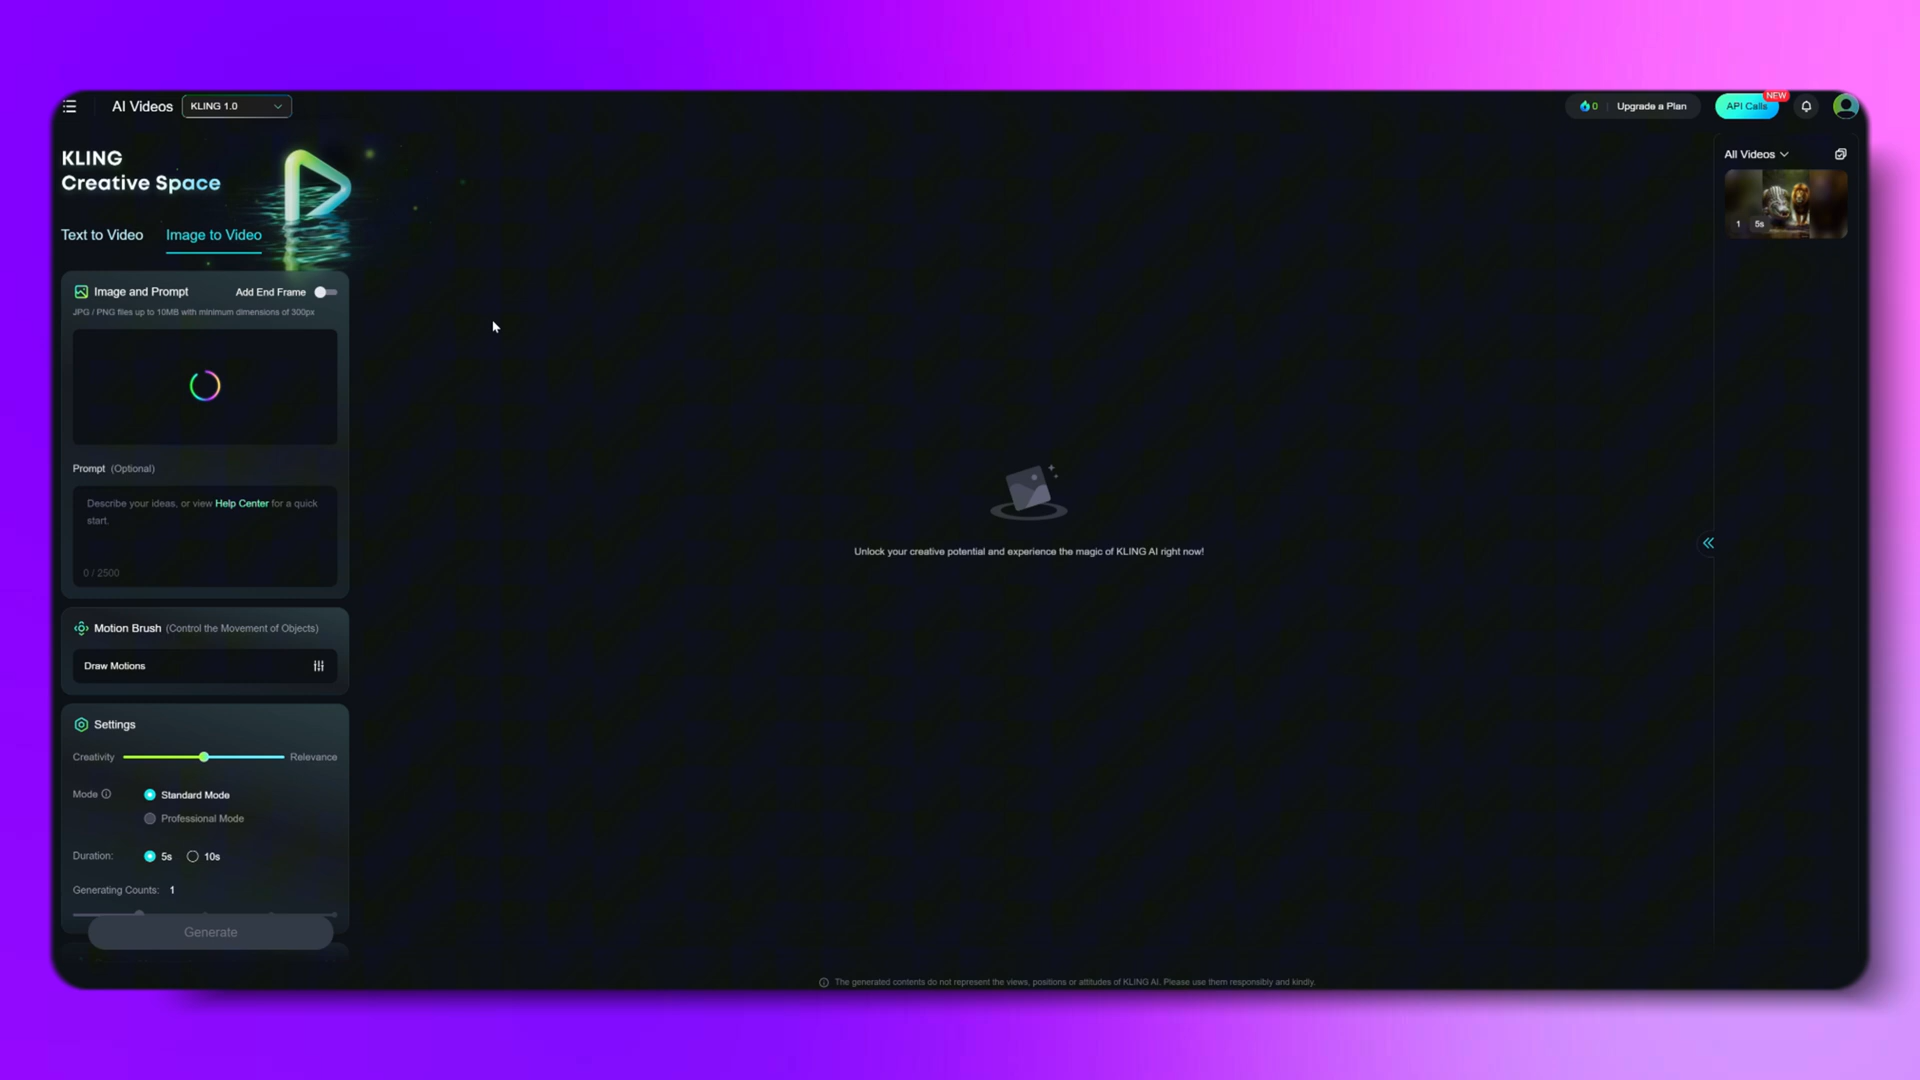 AI Videos
KLING 1.0
0
Upgrade a Plan
API Calls
NEW
KLING
Creative Space
Text to Video
Image to Video
Image and Prompt
Add End Frame
JPG / PNG files up to 10MB with minimum dimensions of 300px
Prompt (Optional)
Describe your ideas, or view Help Center for a quick
start.
0 / 2500
Motion Brush (Control the Movement of Objects)
Draw Motions
Settings
Creativity
Relevance
Mode
Standard Mode
Professional Mode
Duration:
5s
10s
Generating Counts: 1
Generate
Unlock your creative potential and experience the magic of KLING AI right now!
All Videos
1
5s
The generated contents do not represent the views, positions or attitudes of KLING AI. Please use them responsibly and kindly.